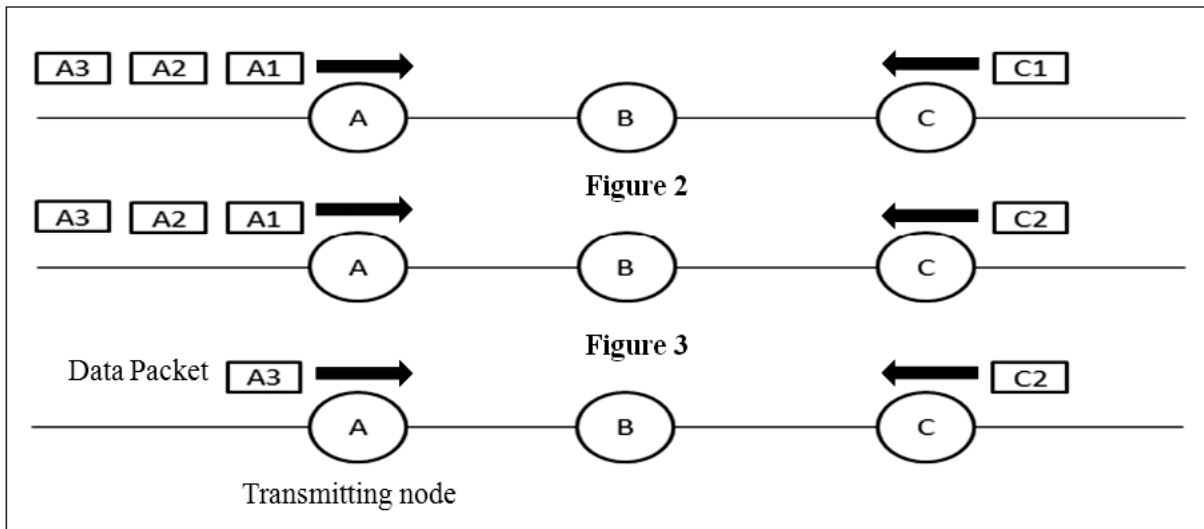 A3 A2 A1 C1
A B C
Figure 2
A3 A2 A1 C2
A B C
Figure 3
Data Packet A3 C2
A B C
Transmitting node